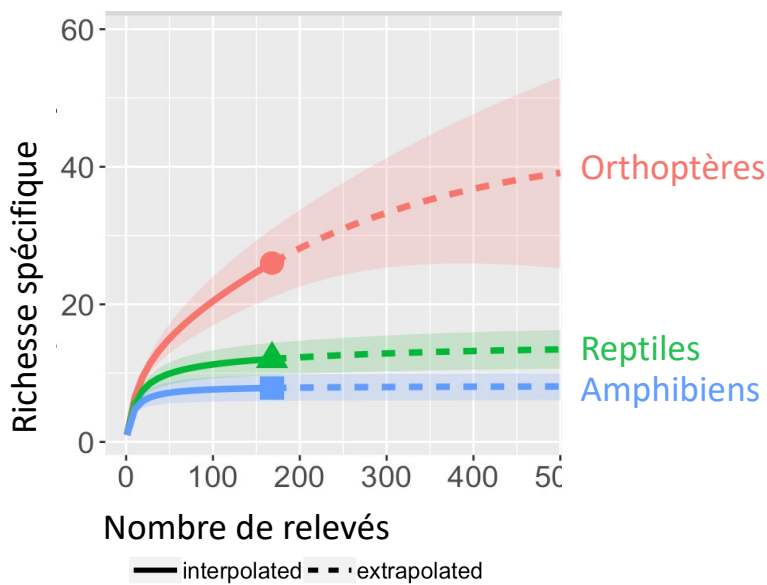 60
40
20
0
Richesse spécifique
0 100 200 300 400 50
Nombre de relevés
interpolated extrapolated
Orthoptères
Reptiles
Amphibiens